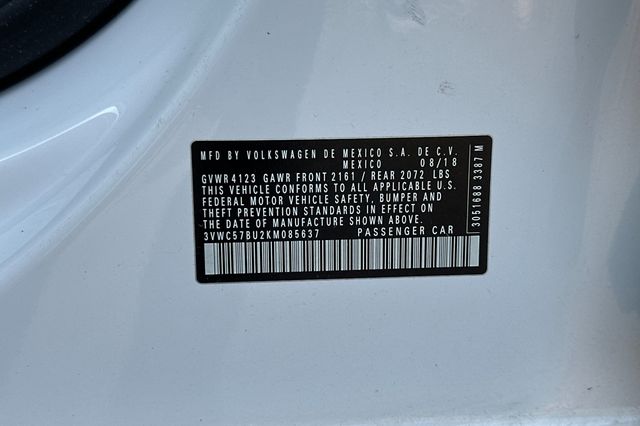 MFD BY VOLKSWAGEN DE MEXICO S.A. DE C.V.
MEXICO 08/18
GVWR 4123 GAWR FRONT 2161 / REAR 2072 LBS
THIS VEHICLE CONFORMS TO ALL APPLICABLE U.S.
FEDERAL MOTOR VEHICLE SAFETY, BUMPER AND
THEFT PREVENTION STANDARDS IN EFFECT ON
THE DATE OF MANUFACTURE SHOWN ABOVE.
3VWC57BU2KM085637 PASSENGER CAR
3051688 3387 M